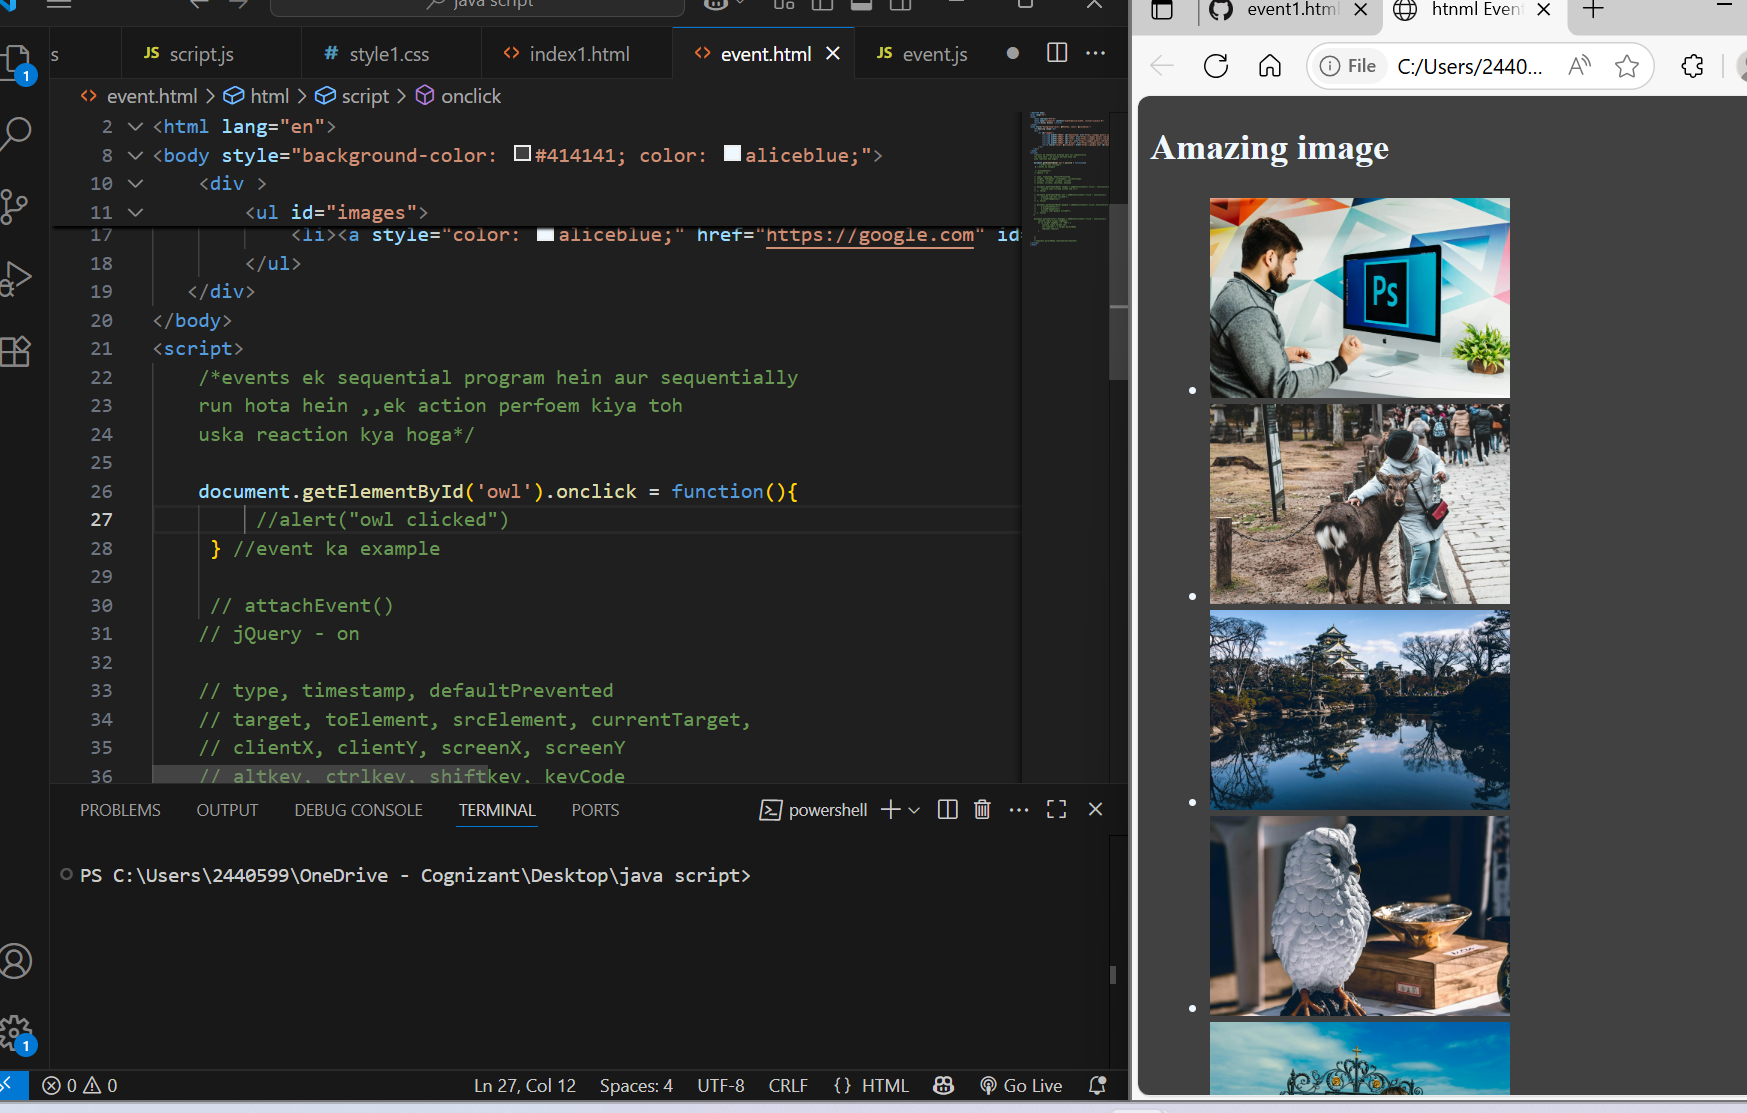 java script
s
JS script.js
# style1.css
<> index1.html
<> event.html
JS event.js
1
<> event.html > html > script > onclick
2 <html lang="en">
8 <body style="background-color: #414141; color: aliceblue;">
10 <div >
11 <ul id="images">
17 <li><a style="color: aliceblue;" href="https://google.com" id
18 </ul>
19 </div>
20 </body>
21 <script>
22 /*events ek sequential program hein aur sequentially
23 run hota hein ,,ek action perfoem kiya toh
24 uska reaction kya hoga*/
25
26 document.getElementById('owl').onclick = function(){
27 //alert("owl clicked")
28 } //event ka example
29
30 // attachEvent()
31 // jQuery - on
32
33 // type, timestamp, defaultPrevented
34 // target, toElement, srcElement, currentTarget,
35 // clientX, clientY, screenX, screenY
36 // altkey, ctrlkey, shiftkey, keyCode
PROBLEMS OUTPUT DEBUG CONSOLE TERMINAL PORTS
powershell
PS C:\Users\2440599\OneDrive - Cognizant\Desktop\java script>
1
0 0
Ln 27, Col 12 Spaces: 4 UTF-8 CRLF {} HTML Go Live
event1.html
htnml Even
File C:/Users/2440...
Amazing image
Ps